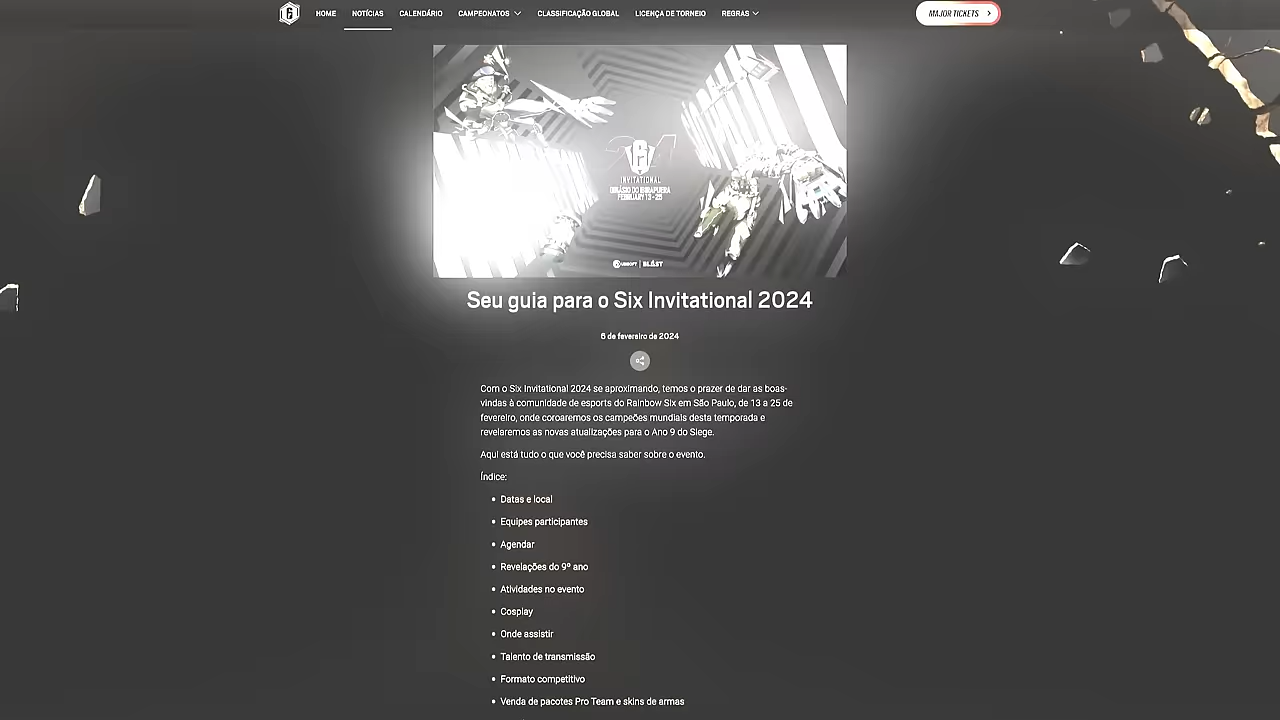 HOME NOTÍCIAS CALENDÁRIO CAMPEONATOS CLASSIFICAÇÃO GLOBAL LICENÇA DE TORNEIO REGRAS MAJOR TICKETS
INVITATIONAL
GINÁSIO DO IBIRAPUERA
FEBRUARY 13-25
UBISOFT | BLAST
Seu guia para o Six Invitational 2024
6 de fevereiro de 2024
Com o Six Invitational 2024 se aproximando, temos o prazer de dar as boas-
vindas à comunidade de esports do Rainbow Six em São Paulo, de 13 a 25 de
fevereiro, onde coroaremos os campeões mundiais desta temporada e
revelaremos as novas atualizações para o Ano 9 do Siege.
Aqui está tudo o que você precisa saber sobre o evento.
Índice:
• Datas e local
• Equipes participantes
• Agendar
• Revelações do 9º ano
• Atividades no evento
• Cosplay
• Onde assistir
• Talento de transmissão
• Formato competitivo
• Venda de pacotes Pro Team e skins de armas